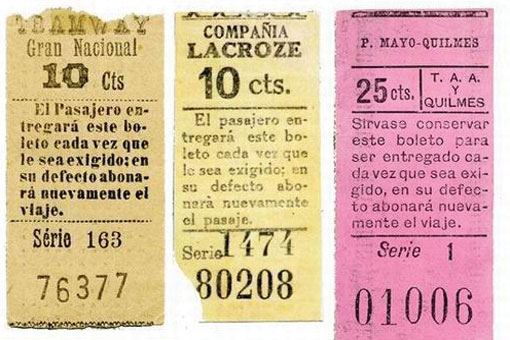 TRAMWAY
Gran Nacional
10 Cts
El Pasajero en-
tregará este bo-
leto cada vez que
le sea exigido; en
su defecto abona-
rá nuevamente el
viaje.
Série 163
76377
COMPAÑIA
LACROZE
10 cts.
El pasajero en-
tregará este bo-
leto cada vez que
le sea exigido; en
su defecto abo-
nará nuevamente
el pasaje.
Serie 1474
80208
P. MAYO-QUILMES
25 cts.
T. A. A.
Y
QUILMES
Sírvase conservar
este boleto para
ser entregado ca-
da vez que sea exi-
gido, en su defec-
to abonará nueva-
mente el viaje.
Serie 1
01006